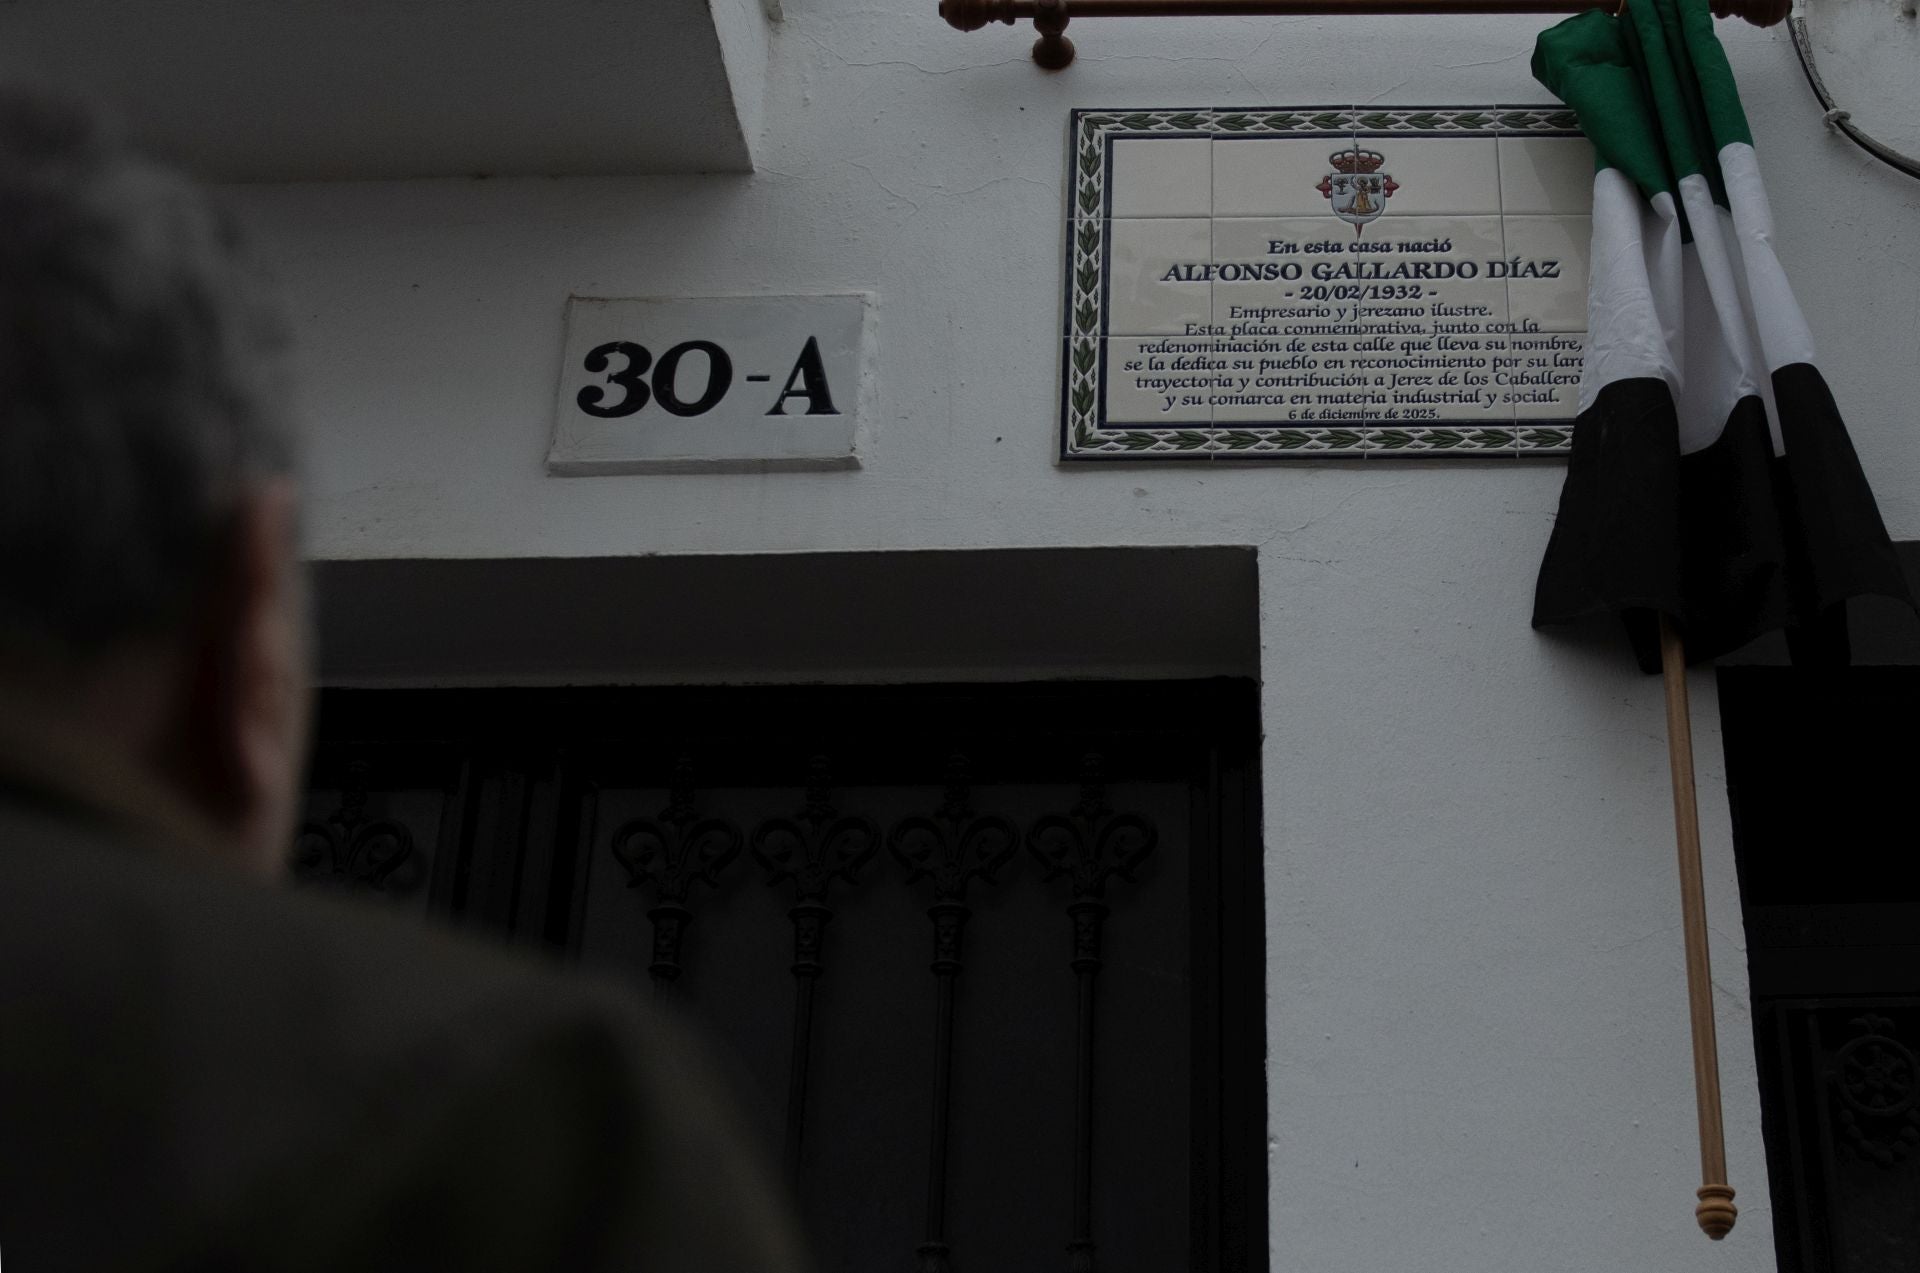 30-A
En esta casa nació
ALFONSO GALLARDO DÍAZ
- 20/02/1932 -
Empresario y jerezano ilustre.
Esta placa conmemorativa, junto con la
redenominación de esta calle que lleva su nombre,
se la dedica su pueblo en reconocimiento por su
trayectoria y contribución a Jerez de los
y su comarca en materia industrial y social.
6 de diciembre de 2025.